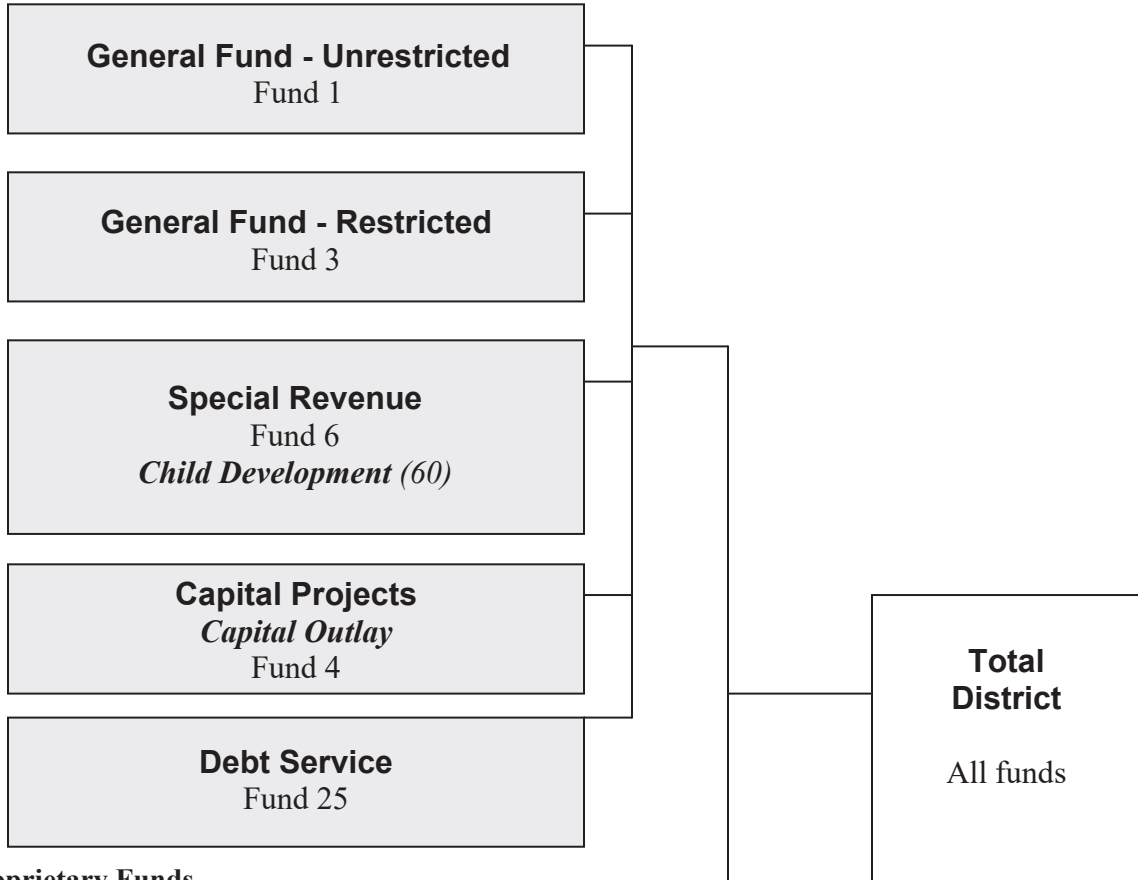 General Fund - Unrestricted
Fund 1
General Fund - Restricted
Fund 3
Special Revenue
Fund 6
Child Development (60)
Capital Projects
Capital Outlay
Fund 4
Debt Service
Fund 25
Total
District
All funds
Funds